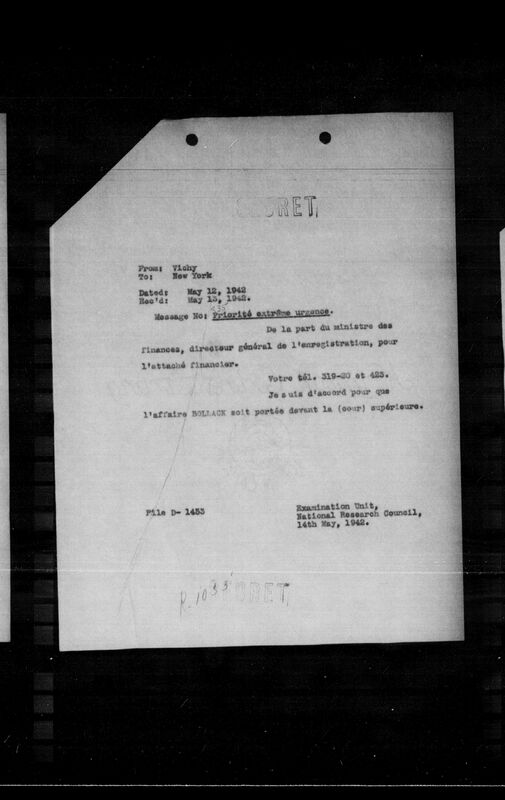 SECRET
From: Vichy
To: New York
Dated: May 12, 1942
Rec'd: May 13, 1942.
Message No: Priorité extrême urgence.
De la part du ministre des
finances, directeur général de l'enregistration, pour
l'attaché financier.
Votre tél. 319-20 et 423.
Je suis d'accord pour que
l'affaire BOLLACK soit portée devant la (cour) supérieure.
File D- 1453
Examination Unit,
National Research Council,
14th May, 1942.
R. 1033
SECRET